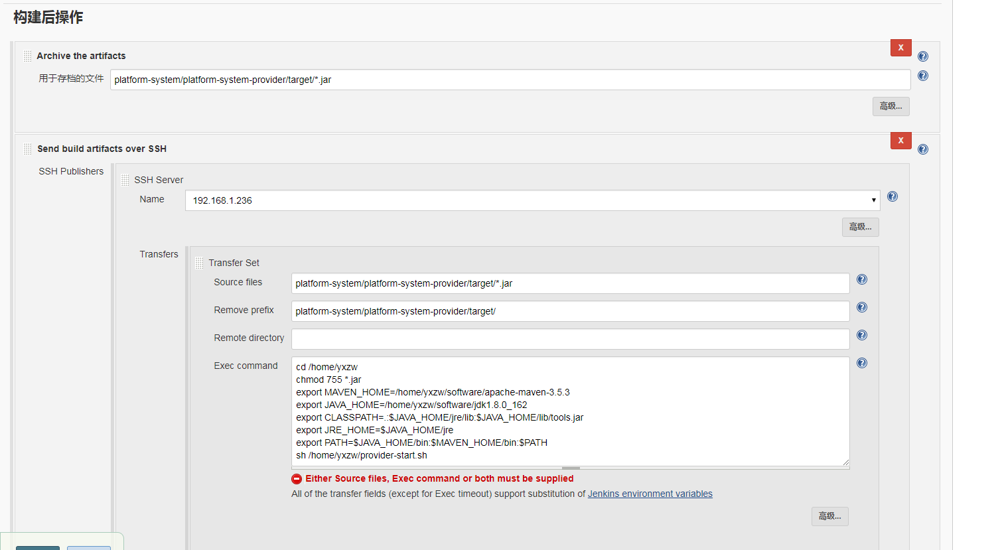 构建后操作
Archive the artifacts
X
用于存档的文件
platform-system/platform-system-provider/target/*.jar
高级...
Send build artifacts over SSH
X
SSH Publishers
SSH Server
Name
192.168.1.236
高级...
Transfers
Transfer Set
Source files
platform-system/platform-system-provider/target/*.jar
Remove prefix
platform-system/platform-system-provider/target/
Remote directory
Exec command
cd /home/yxzw
chmod 755 *.jar
export MAVEN_HOME=/home/yxzw/software/apache-maven-3.5.3
export JAVA_HOME=/home/yxzw/software/jdk1.8.0_162
export CLASSPATH=.:$JAVA_HOME/jre/lib:$JAVA_HOME/lib/tools.jar
export JRE_HOME=$JAVA_HOME/jre
export PATH=$JAVA_HOME/bin:$MAVEN_HOME/bin:$PATH
sh /home/yxzw/provider-start.sh
Either Source files, Exec command or both must be supplied
All of the transfer fields (except for Exec timeout) support substitution of Jenkins environment variables
高级...